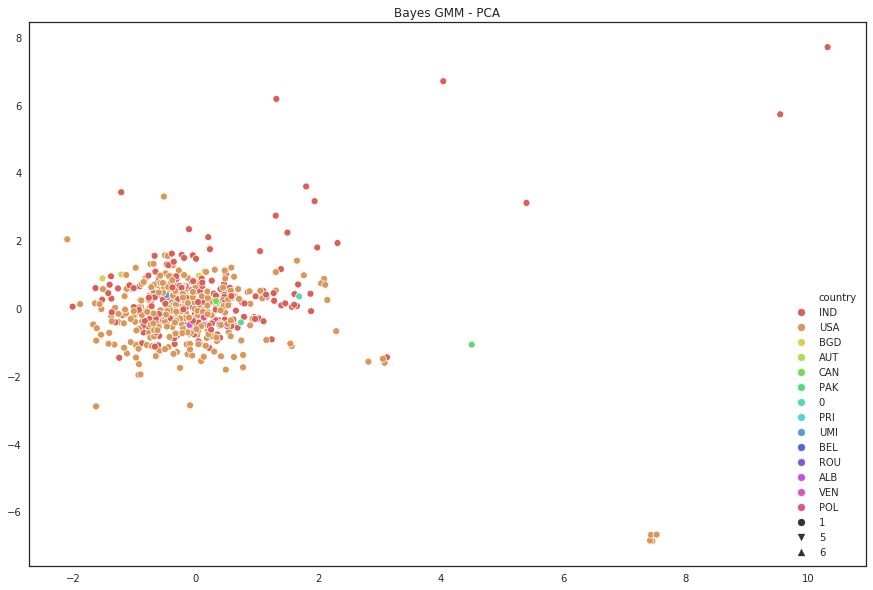 Bayes GMM - PCA
8
6
4
2
0
−2
−4
−6
−2
0
2
4
6
8
10
country
IND
USA
BGD
AUT
CAN
PAK
0
PRI
UMI
BEL
ROU
ALB
VEN
POL
1
5
6